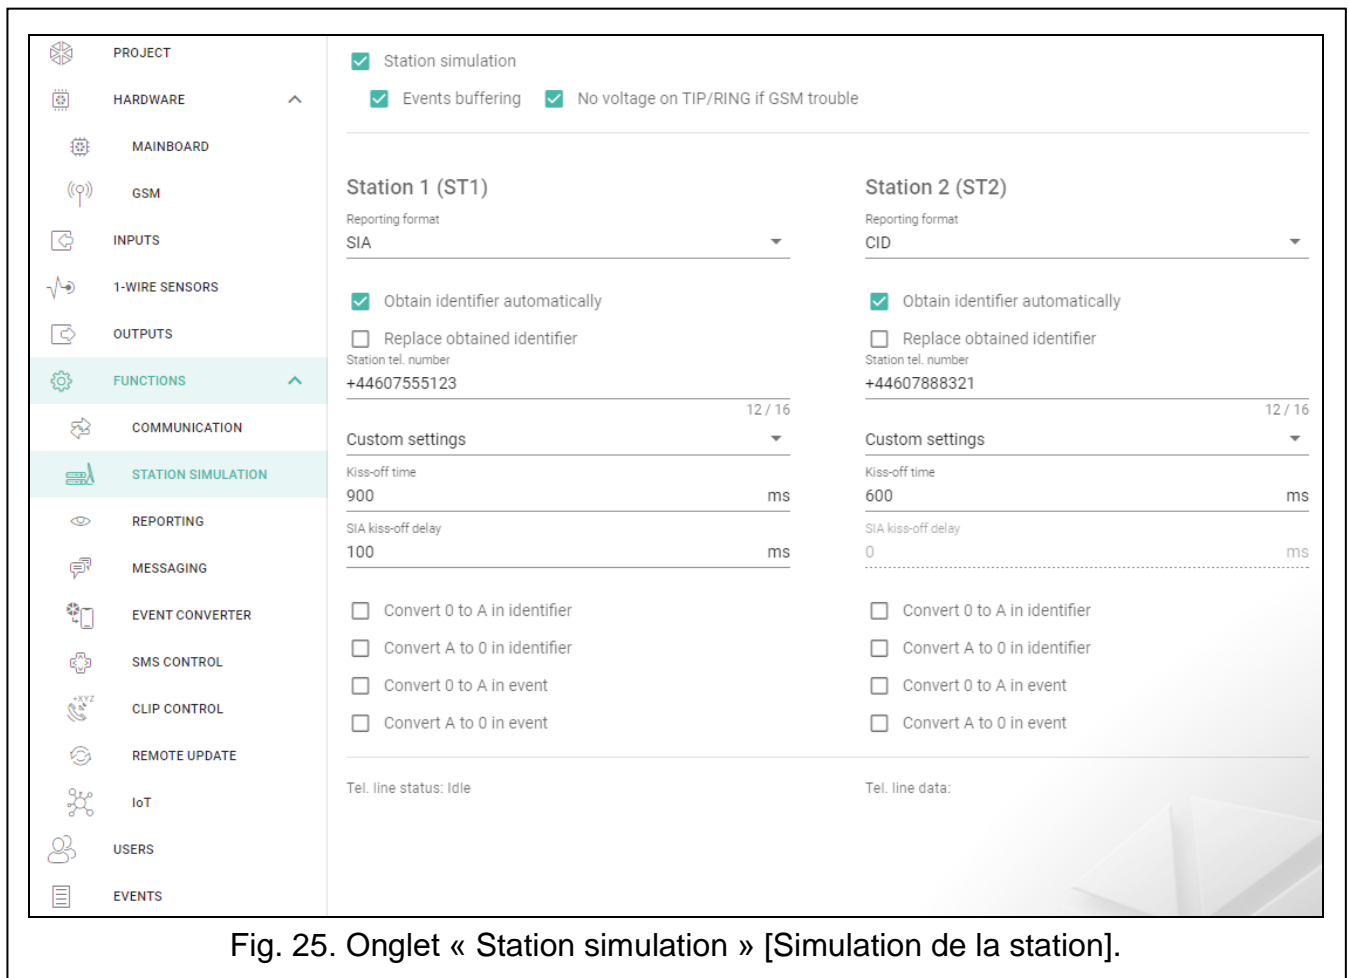 PROJECT
HARDWARE
MAINBOARD
GSM
INPUTS
1-WIRE SENSORS
OUTPUTS
FUNCTIONS
COMMUNICATION
STATION SIMULATION
REPORTING
MESSAGING
EVENT CONVERTER
SMS CONTROL
+XYZ
CLIP CONTROL
REMOTE UPDATE
IoT
USERS
EVENTS
Station simulation
Events buffering No voltage on TIP/RING if GSM trouble
Station 1 (ST1)
Reporting format
SIA
Obtain identifier automatically
Replace obtained identifier
Station tel. number
+44607555123
12 / 16
Custom settings
Kiss-off time
900 ms
SIA kiss-off delay
100 ms
Convert 0 to A in identifier
Convert A to 0 in identifier
Convert 0 to A in event
Convert A to 0 in event
Tel. line status: Idle
Station 2 (ST2)
Reporting format
CID
Obtain identifier automatically
Replace obtained identifier
Station tel. number
+44607888321
12 / 16
Custom settings
Kiss-off time
600 ms
SIA kiss-off delay
0 ms
Convert 0 to A in identifier
Convert A to 0 in identifier
Convert 0 to A in event
Convert A to 0 in event
Tel. line data:
Fig. 25. Onglet « Station simulation » [Simulation de la station].